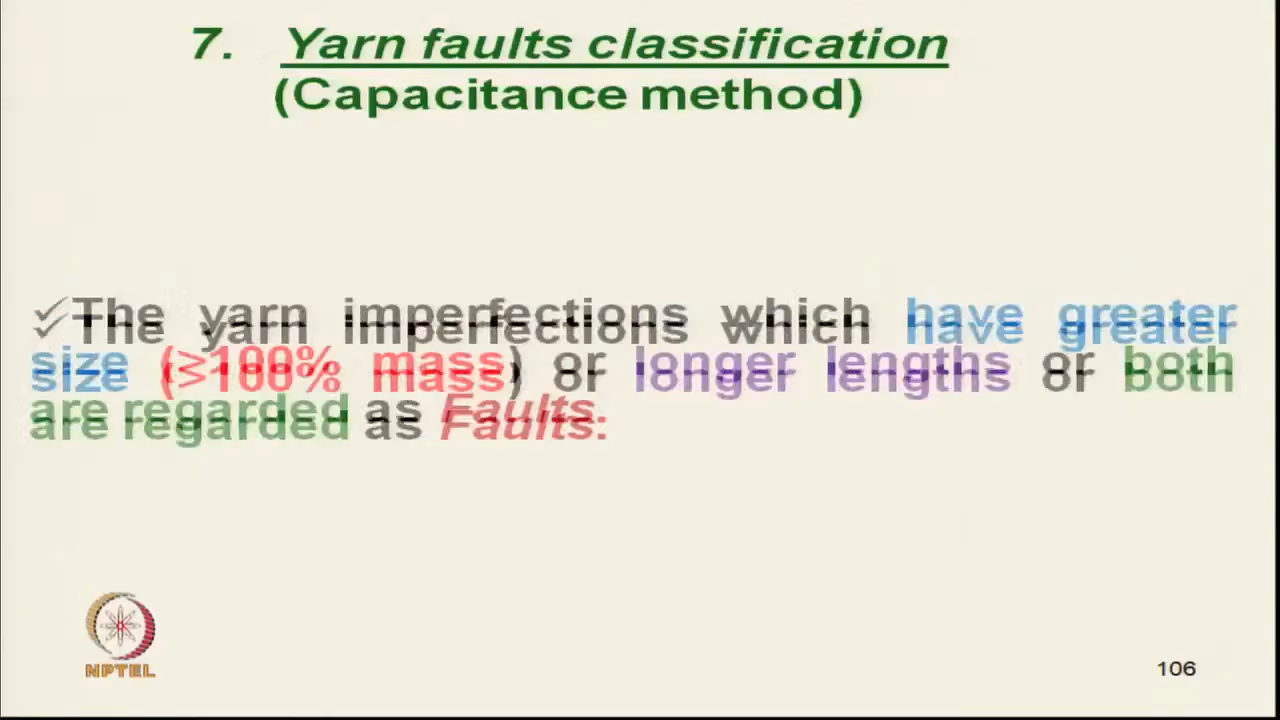 7. Yarn faults classification
(Capacitance method)
✓The yarn imperfections which have greater
size (≥100% mass) or longer lengths or both
are regarded as Faults.
NPTEL
106